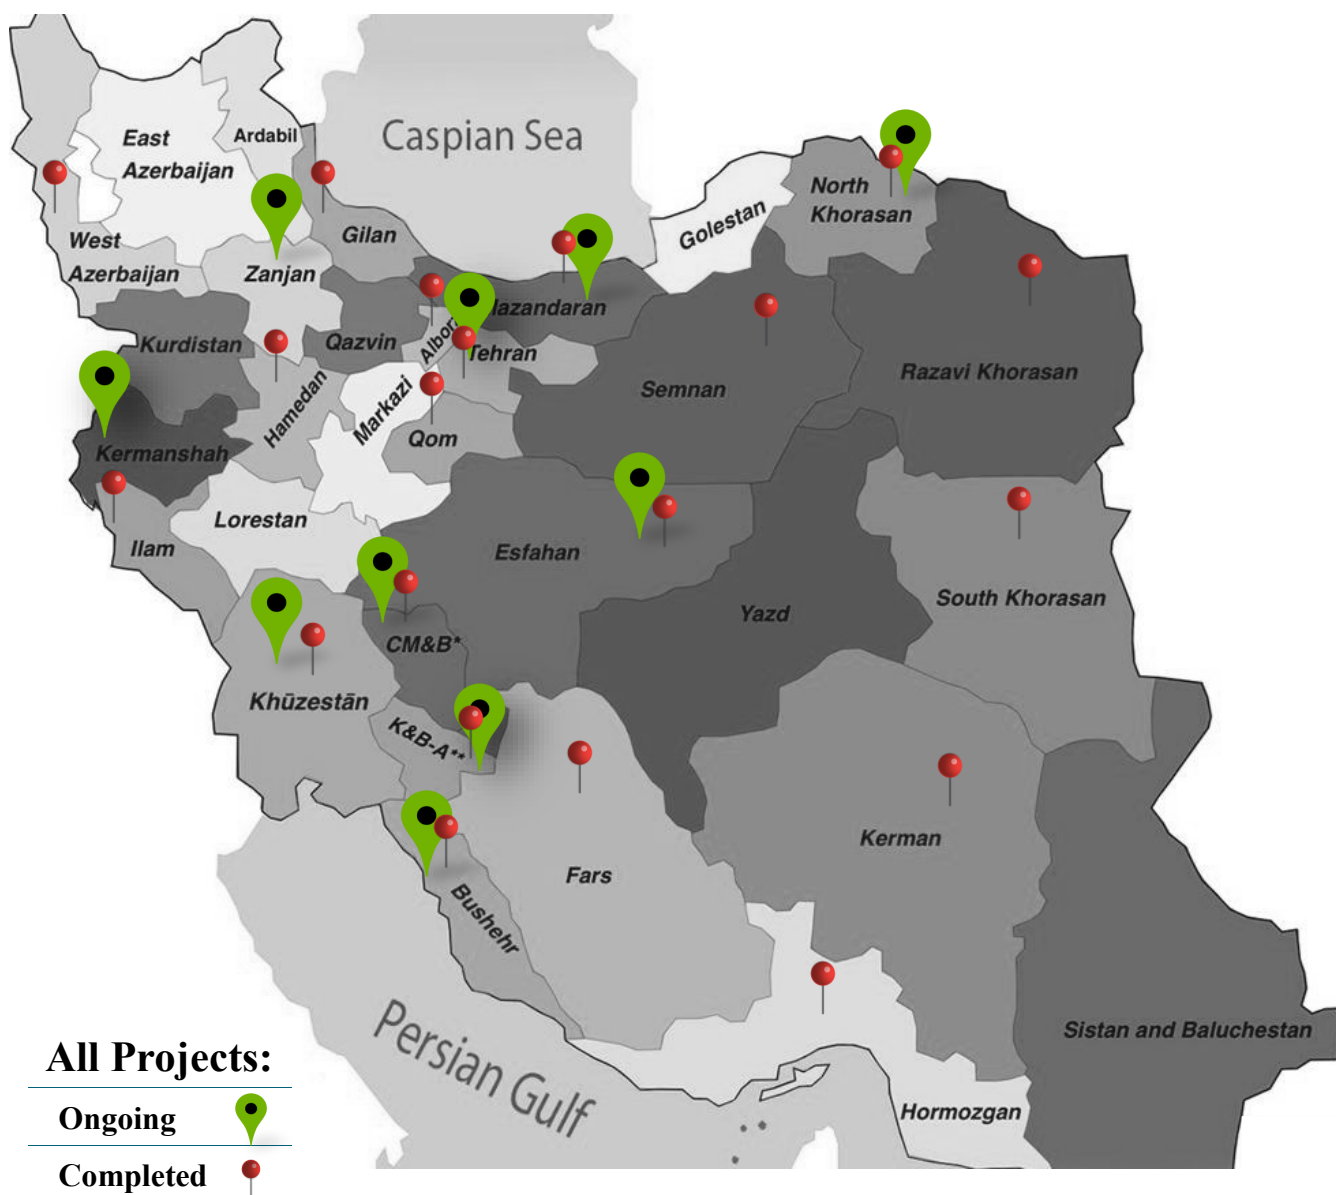 Caspian Sea
East
Azerbaijan
Ardabil
North
Khorasan
Golestan
West
Azerbaijan
Gilan
Zanjan
Mazandaran
Kurdistan
Qazvin
Alborz
Tehran
Semnan
Razavi Khorasan
Hamedan
Markazi
Qom
Kermanshah
Lorestan
Ilam
Esfahan
Yazd
South Khorasan
CM&B*
Khūzestān
K&B-A**
Kerman
Fars
Bushehr
Persian Gulf
Sistan and Baluchestan
Hormozgan
All Projects:
Ongoing
Completed